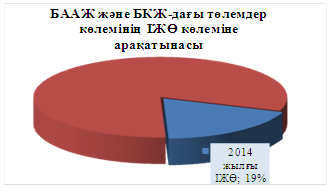 БААЖ және БКЖ-дағы төлемдер
көлемінің ІЖӨ көлеміне
арақатынасы
2014
жылғы
ІЖӨ; 19%